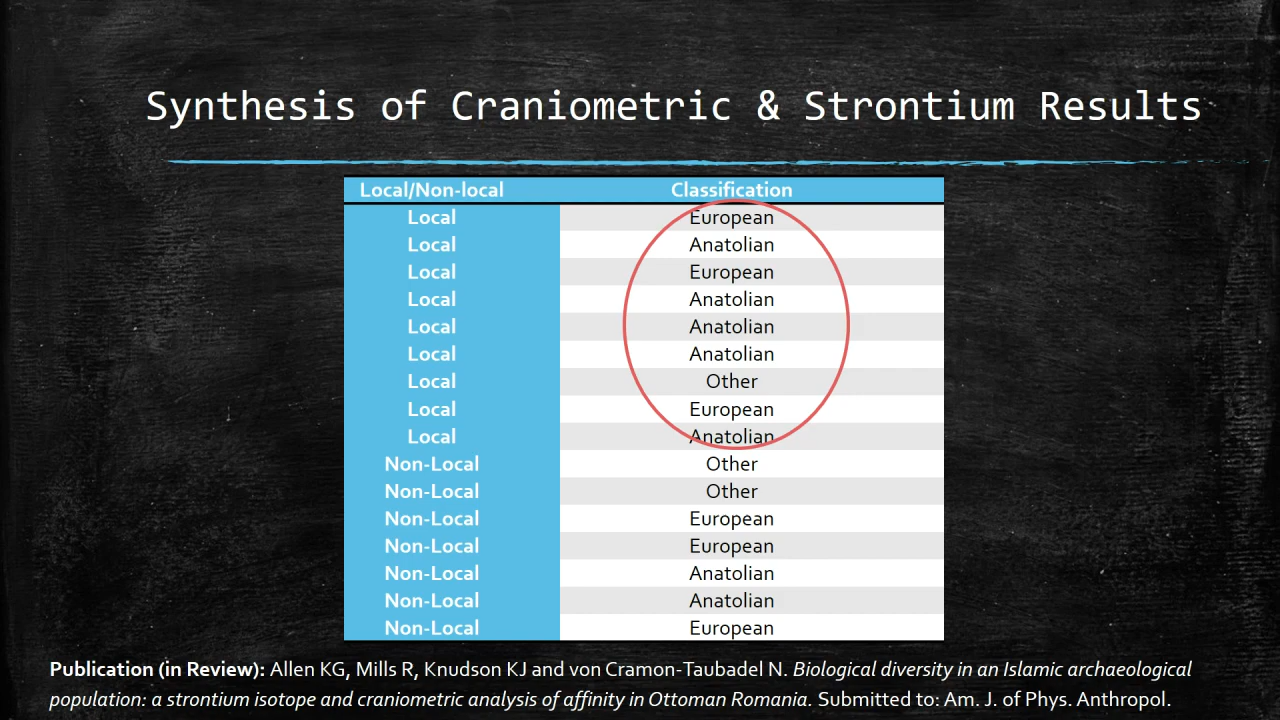 Synthesis of Craniometric & Strontium Results
Local/Non-local Classification
Local European
Local Anatolian
Local European
Local Anatolian
Local Anatolian
Local Anatolian
Local Other
Local European
Local Anatolian
Non-Local Other
Non-Local Other
Non-Local European
Non-Local European
Non-Local Anatolian
Non-Local Anatolian
Non-Local European
Publication (in Review): Allen KG, Mills R, Knudson KJ and von Cramon-Taubadel N. Biological diversity in an Islamic archaeological
population: a strontium isotope and craniometric analysis of affinity in Ottoman Romania. Submitted to: Am. J. of Phys. Anthropol.